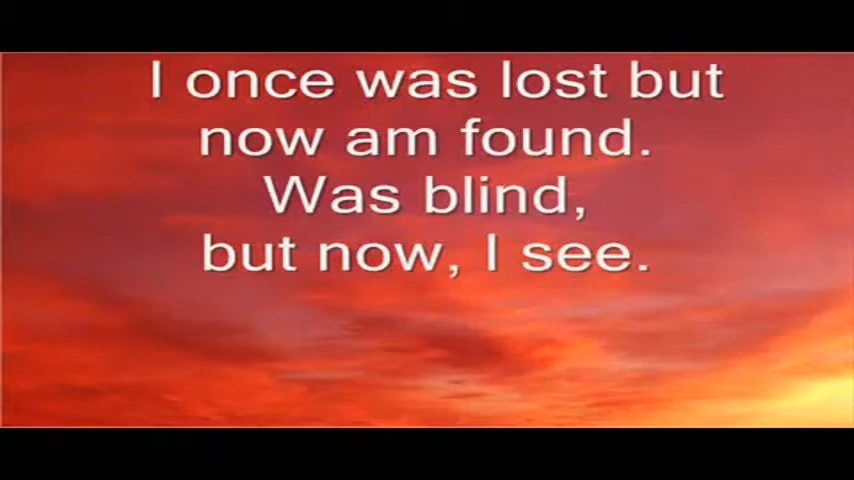 I once was lost but
now am found.
Was blind,
but now, I see.